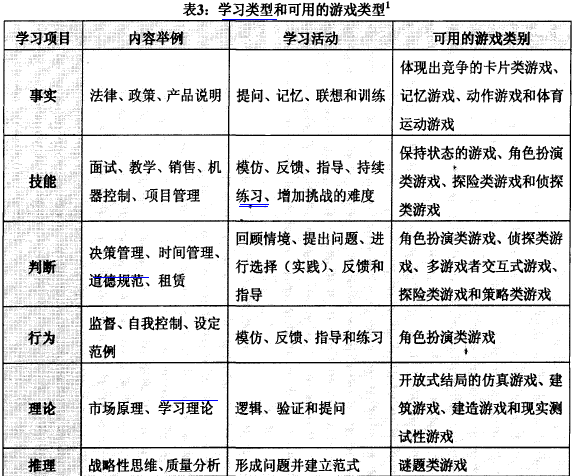 表3：学习类型和可用的游戏类型1
学习项目 内容举例 学习活动 可用的游戏类别
事实 法律、政策、产品说明 提问、记忆、联想和训练 体现出竞争的卡片类游戏、
记忆游戏、动作游戏和体育
运动游戏
技能 面试、教学、销售、机
器控制、项目管理 模仿、反馈、指导、持续
练习、增加挑战的难度 保持状态的游戏、角色扮演
类游戏、探险类游戏和侦探
类游戏
判断 决策管理、时间管理、
道德规范、租赁 回顾情境、提出问题、进
行选择（实践）、反馈和
指导 角色扮演类游戏、侦探类游
戏、多游戏者交互式游戏、
探险类游戏和策略类游戏
行为 监督、自我控制、设定
范例 模仿、反馈、指导和练习 角色扮演类游戏
理论 市场原理、学习理论 逻辑、验证和提问 开放式结局的仿真游戏、建
筑游戏、建造游戏和现实测
试性游戏
推理 战略性思维、质量分析 形成问题并建立范式 谜题类游戏